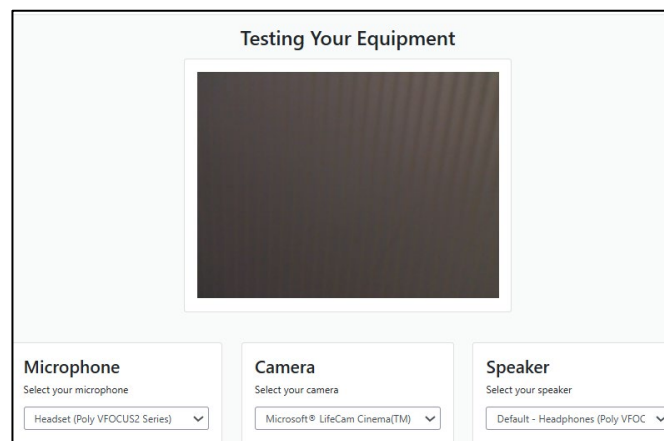 Testing Your Equipment
Microphone
Select your microphone
Headset (Poly VFOCUS2 Series)
Camera
Select your camera
Microsoft® LifeCam Cinema(TM)
Speaker
Select your speaker
Default - Headphones (Poly VFOC